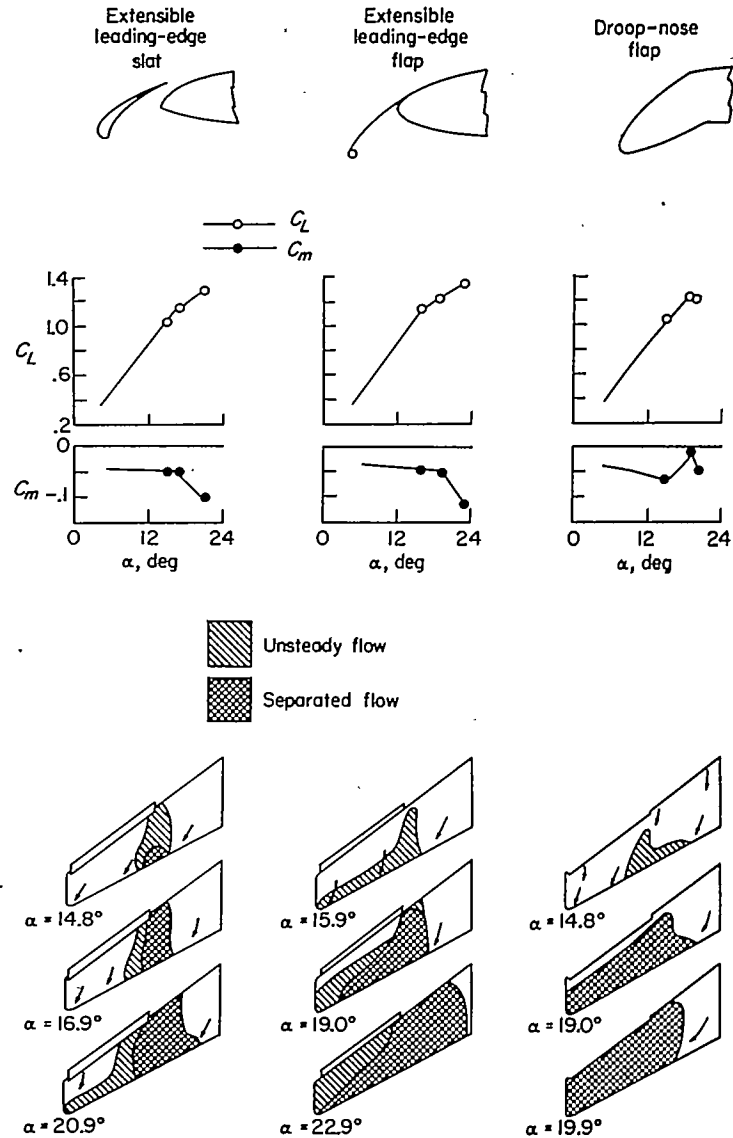 Extensible
leading-edge
slat
Extensible
leading-edge
flap
Droop-nose
flap
C_L
C_m
1.4
1.0
.6
.2
C_L
0
-.1
C_m
0 12 24
α, deg
0 12 24
α, deg
0 12 24
α, deg
Unsteady flow
Separated flow
α = 14.8°
α = 15.9°
α = 14.8°
α = 16.9°
α = 19.0°
α = 19.0°
α = 20.9°
α = 22.9°
α = 19.9°